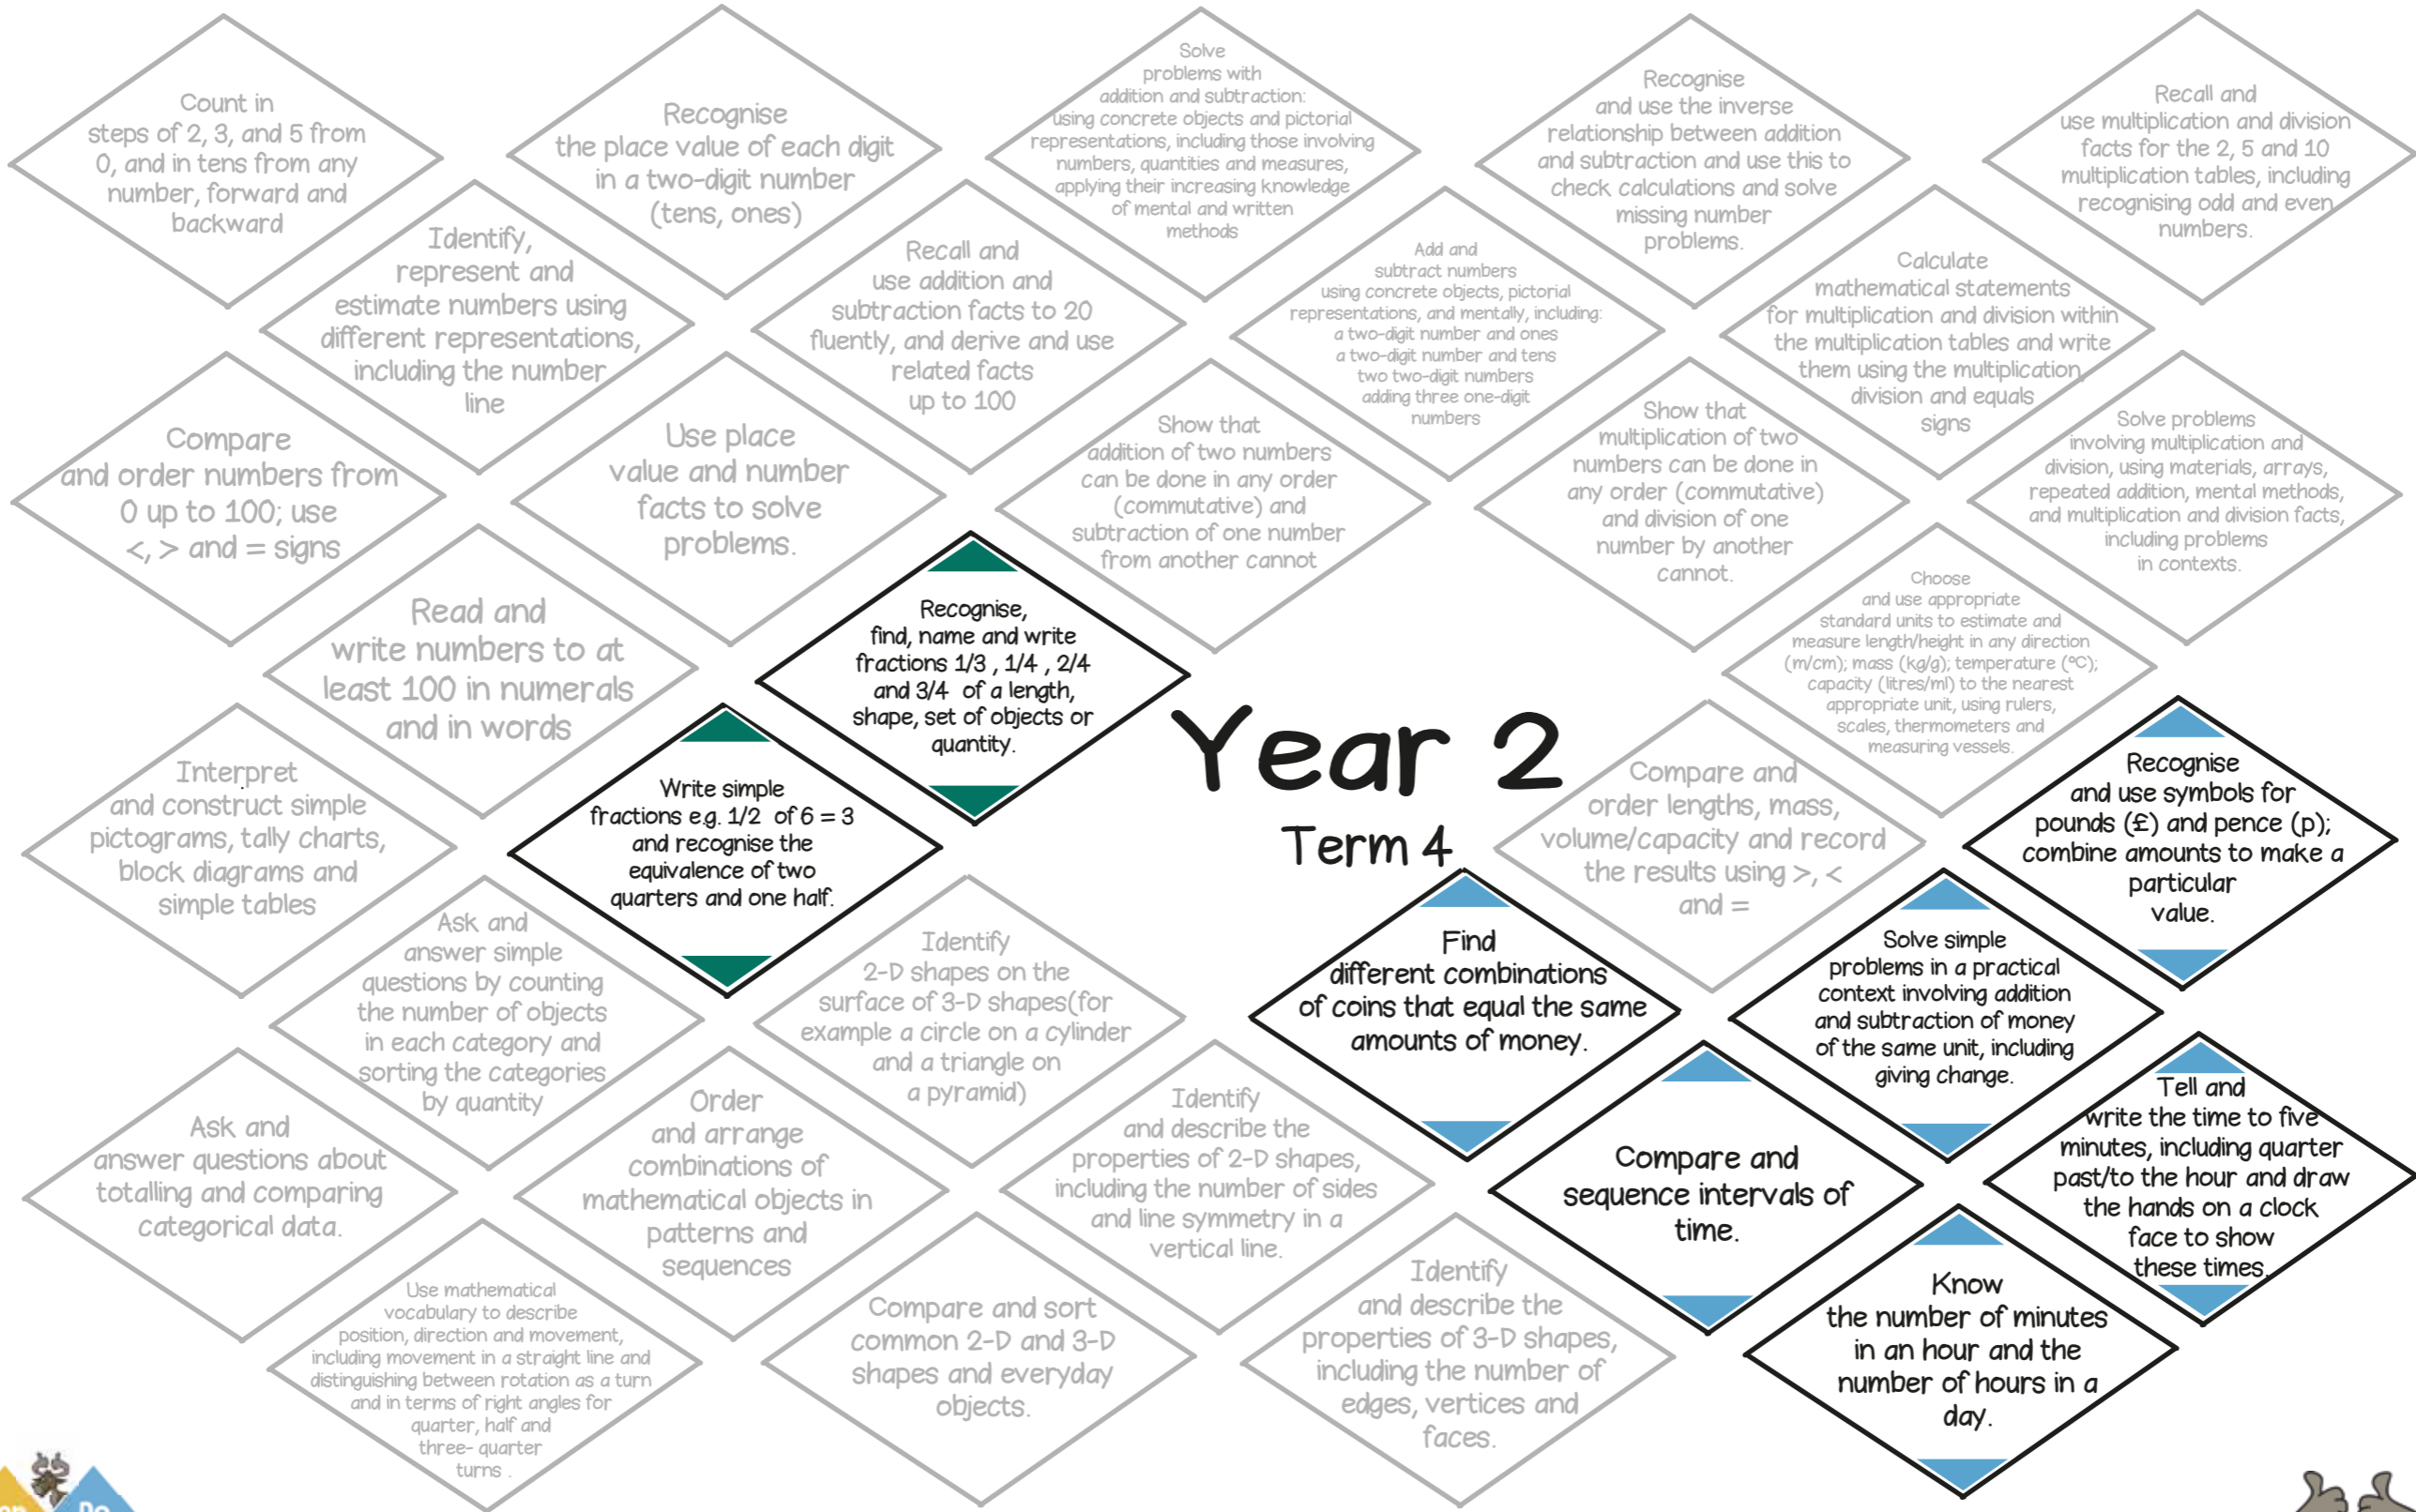 Count in
steps of 2, 3, and 5 from
0, and in tens from any
number, forward and
backward
Recognise
the place value of each digit
in a two-digit number
(tens, ones)
Solve
problems with
addition and subtraction:
using concrete objects and pictorial
representations, including those involving
numbers, quantities and measures,
applying their increasing knowledge
of mental and written
methods
Recognise
and use the inverse
relationship between addition
and subtraction and use this to
check calculations and solve
missing number
problems.
Recall and
use multiplication and division
facts for the 2, 5 and 10
multiplication tables, including
recognising odd and even
numbers.
Identify,
represent and
estimate numbers using
different representations,
including the number
line
Recall and
use addition and
subtraction facts to 20
fluently, and derive and use
related facts
up to 100
Add and
subtract numbers
using concrete objects, pictorial
representations, and mentally, including:
a two-digit number and ones
a two-digit number and tens
two two-digit numbers
adding three one-digit
numbers
Calculate
mathematical statements
for multiplication and division within
the multiplication tables and write
them using the multiplication,
division and equals
signs
Compare
and order numbers from
0 up to 100; use
<, > and = signs
Use place
value and number
facts to solve
problems.
Show that
addition of two numbers
can be done in any order
(commutative) and
subtraction of one number
from another cannot
Show that
multiplication of two
numbers can be done in
any order (commutative)
and division of one
number by another
cannot.
Solve problems
involving multiplication and
division, using materials, arrays,
repeated addition, mental methods,
and multiplication and division facts,
including problems
in contexts.
Read and
write numbers to at
least 100 in numerals
and in words
Recognise,
find, name and write
fractions 1/3 , 1/4 , 2/4
and 3/4 of a length,
shape, set of objects or
quantity.
Choose
and use appropriate
standard units to estimate and
measure length/height in any direction
(m/cm); mass (kg/g); temperature (°C);
capacity (litres/ml) to the nearest
appropriate unit, using rulers,
scales, thermometers and
measuring vessels.
Year 2
Term 4
Interpret
and construct simple
pictograms, tally charts,
block diagrams and
simple tables
Write simple
fractions e.g. 1/2 of 6 = 3
and recognise the
equivalence of two
quarters and one half.
Compare and
order lengths, mass,
volume/capacity and record
the results using >, <
and =
Recognise
and use symbols for
pounds (£) and pence (p);
combine amounts to make a
particular
value.
Ask and
answer simple
questions by counting
the number of objects
in each category and
sorting the categories
by quantity
Identify
2-D shapes on the
surface of 3-D shapes(for
example a circle on a cylinder
and a triangle on
a pyramid)
Find
different combinations
of coins that equal the same
amounts of money.
Solve simple
problems in a practical
context involving addition
and subtraction of money
of the same unit, including
giving change.
Ask and
answer questions about
totalling and comparing
categorical data.
Order
and arrange
combinations of
mathematical objects in
patterns and
sequences
Identify
and describe the
properties of 2-D shapes,
including the number of sides
and line symmetry in a
vertical line.
Compare and
sequence intervals of
time.
Tell and
write the time to five
minutes, including quarter
past/to the hour and draw
the hands on a clock
face to show
these times.
Use mathematical
vocabulary to describe
position, direction and movement,
including movement in a straight line and
distinguishing between rotation as a turn
and in terms of right angles for
quarter, half and
three- quarter
turns .
Compare and sort
common 2-D and 3-D
shapes and everyday
objects.
Identify
and describe the
properties of 3-D shapes,
including the number of
edges, vertices and
faces.
Know
the number of minutes
in an hour and the
number of hours in a
day.